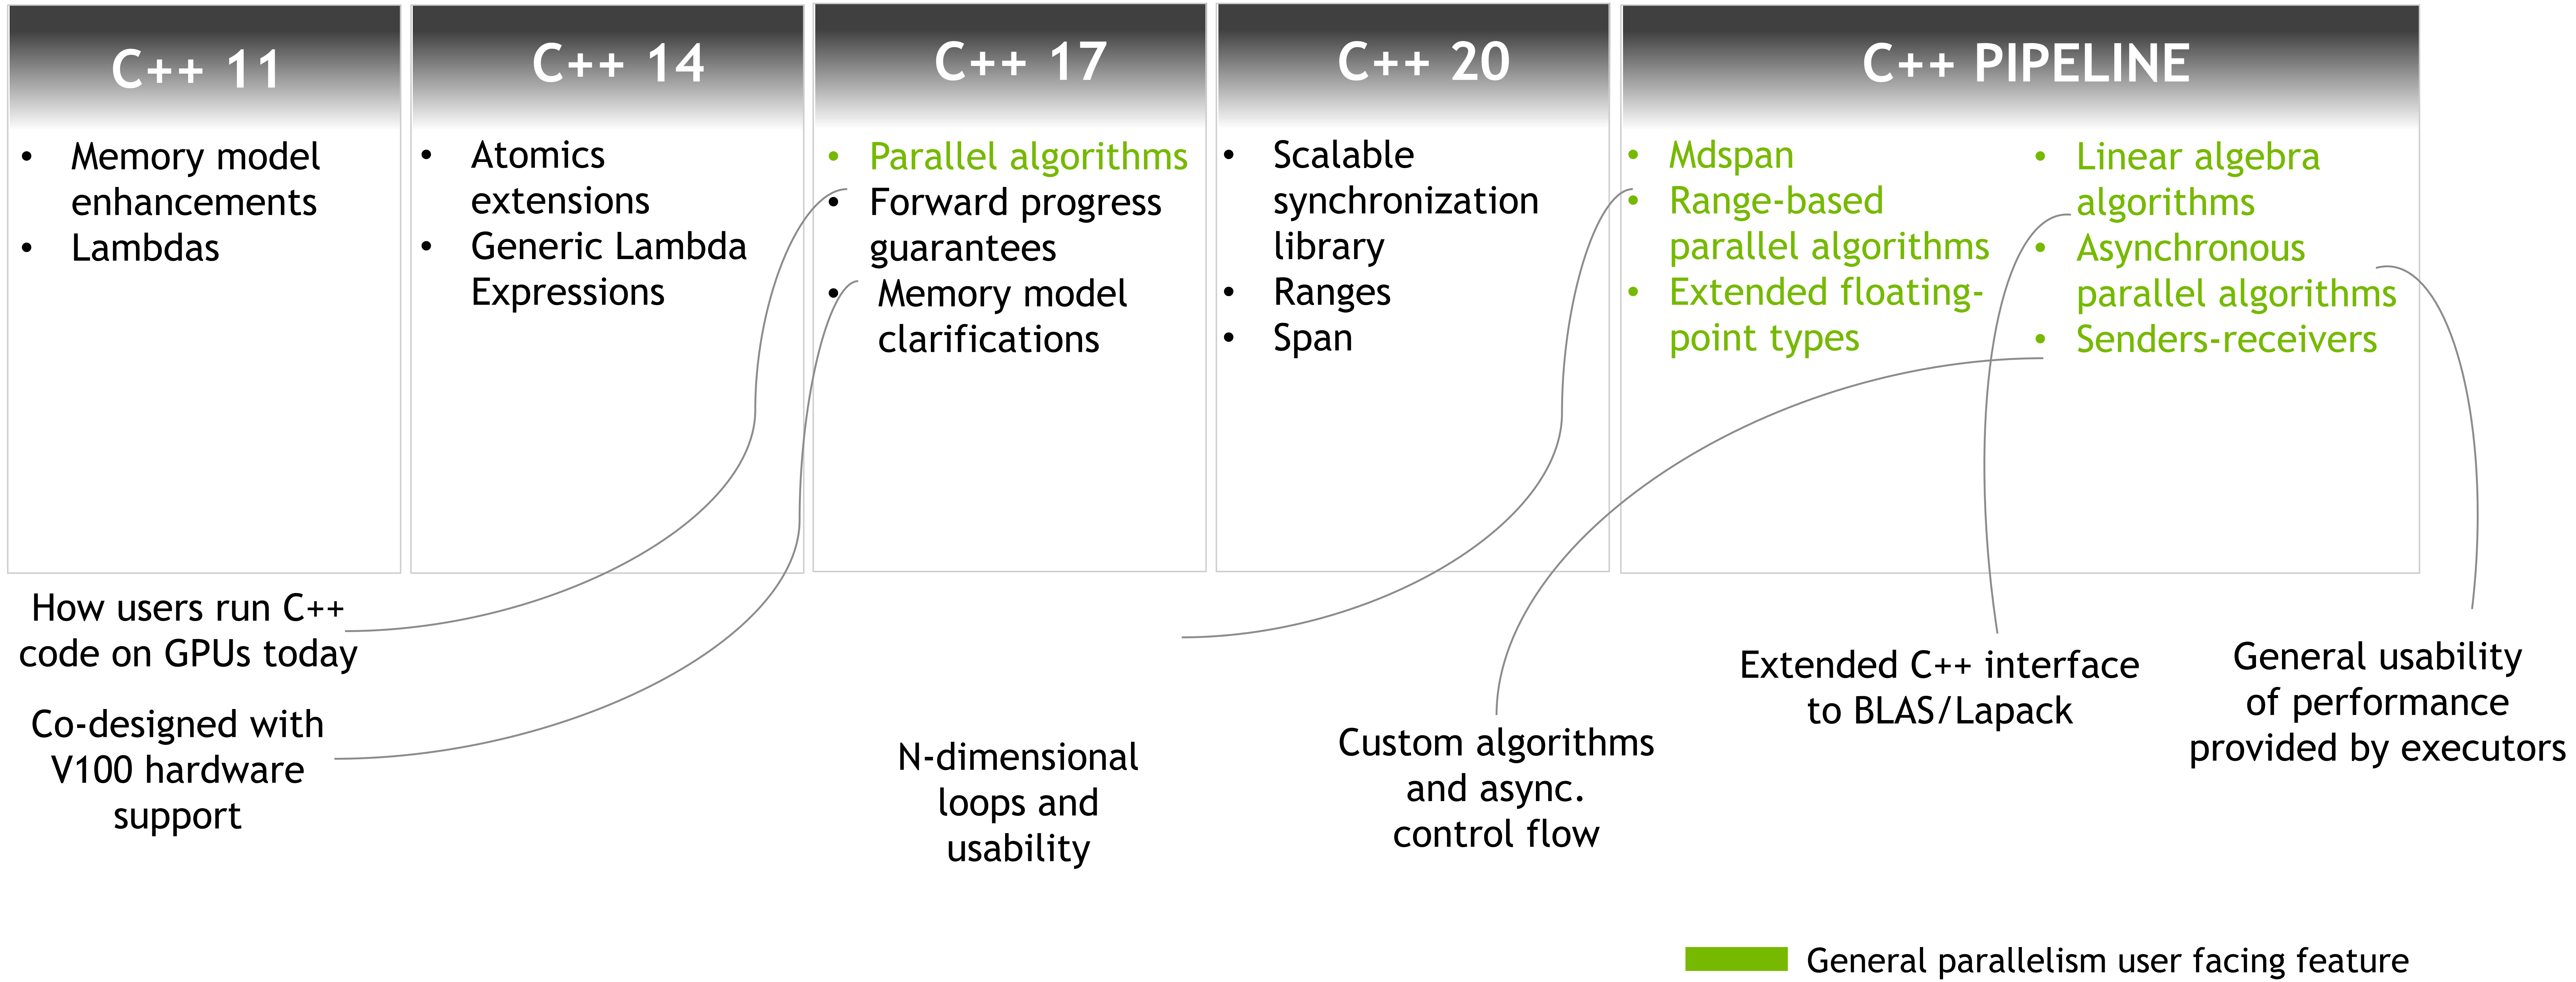 C++ 11
• Memory model
enhancements
• Lambdas
C++ 14
• Atomics
extensions
• Generic Lambda
Expressions
C++ 17
• Parallel algorithms
• Forward progress
guarantees
• Memory model
clarifications
C++ 20
• Scalable
synchronization
library
• Ranges
• Span
C++ PIPELINE
• Mdspan
• Range-based
parallel algorithms
• Extended floating-
point types
• Linear algebra
algorithms
• Asynchronous
parallel algorithms
• Senders-receivers
How users run C++
code on GPUs today
Co-designed with
V100 hardware
support
N-dimensional
loops and
usability
Custom algorithms
and async.
control flow
Extended C++ interface
to BLAS/Lapack
General usability
of performance
provided by executors
General parallelism user facing feature